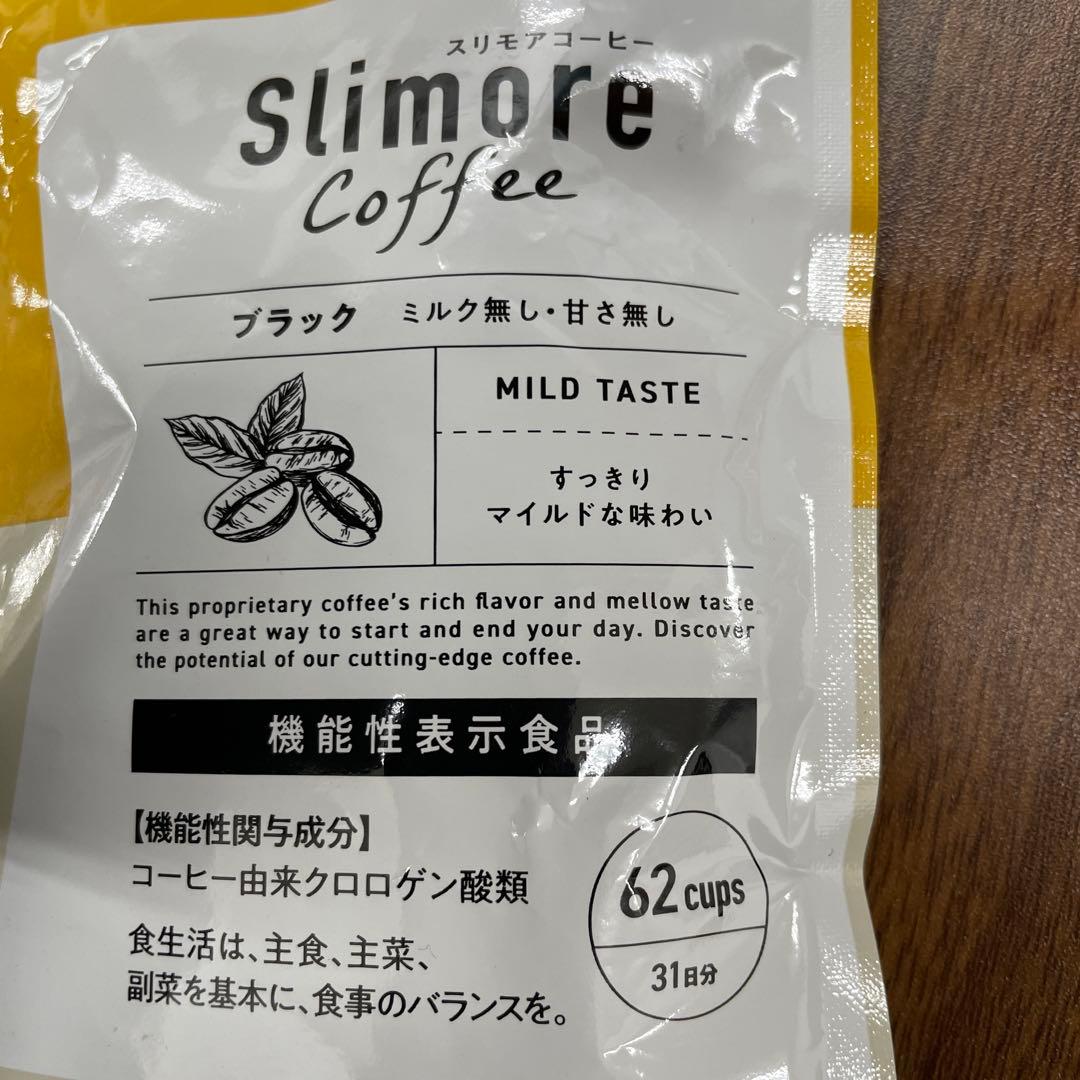 スリモアコーヒー
Slimore
Coffee
ブラック ミルク無し・甘さ無し
MILD TASTE
すっきり
マイルドな味わい
This proprietary coffee's rich flavor and mellow taste
are a great way to start and end your day. Discover
the potential of our cutting-edge coffee.
機能性表示食品
【機能性関与成分】
コーヒー由来クロロゲン酸類
食生活は、主食、主菜、
副菜を基本に、食事のバランスを。
62 cups
31日分